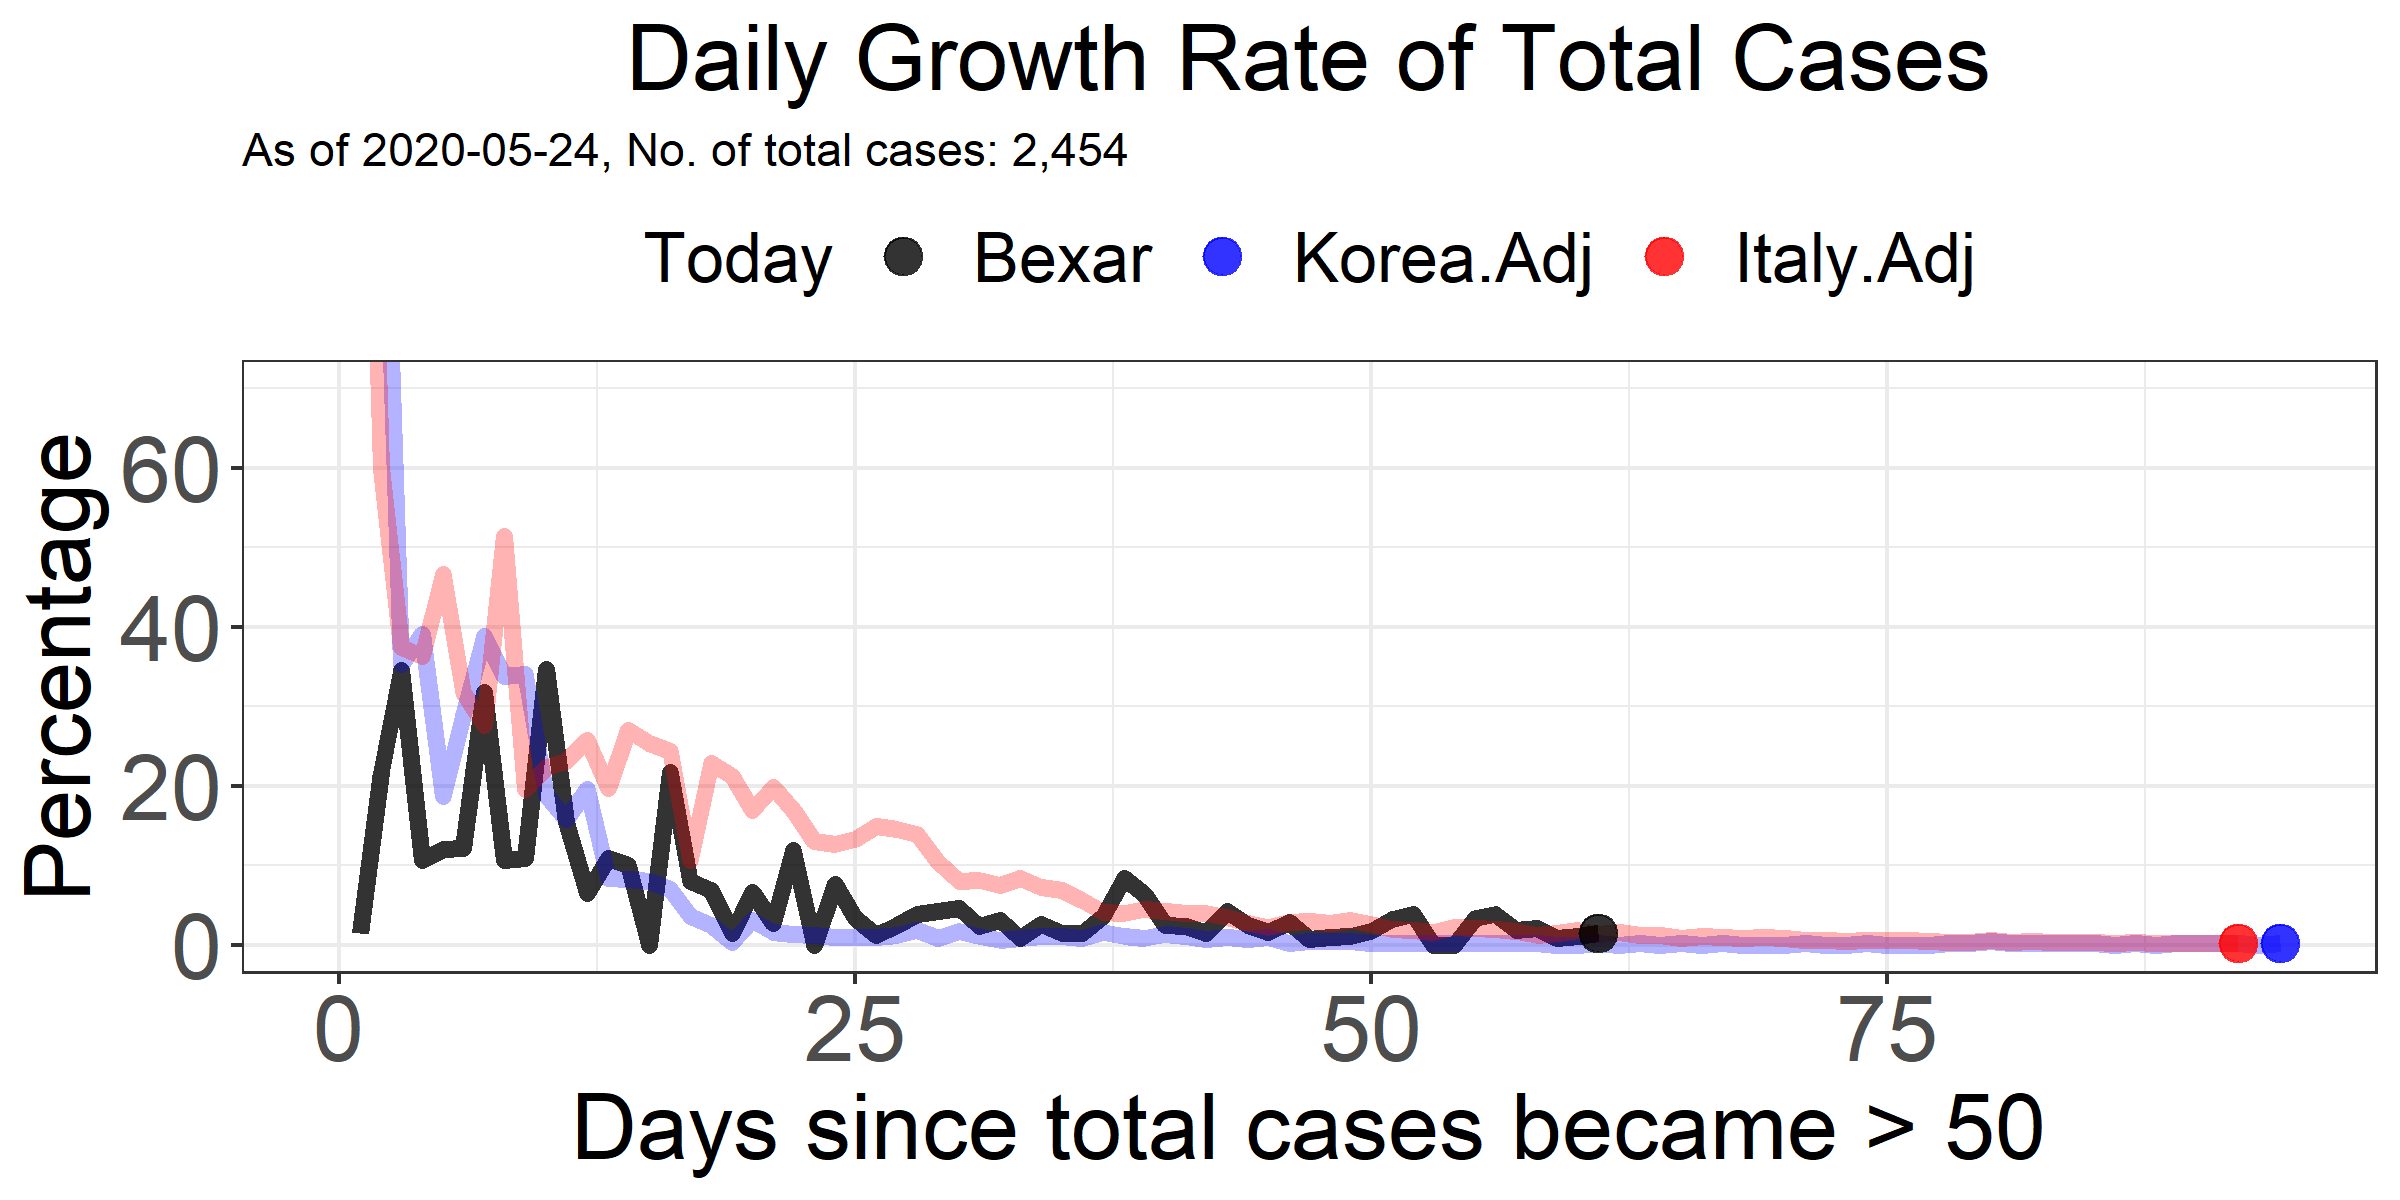 Daily Growth Rate of Total Cases
As of 2020-05-24, No. of total cases: 2,454
Today Bexar Korea.Adj Italy.Adj
Percentage
60
40
20
0
0 25 50 75
Days since total cases became > 50